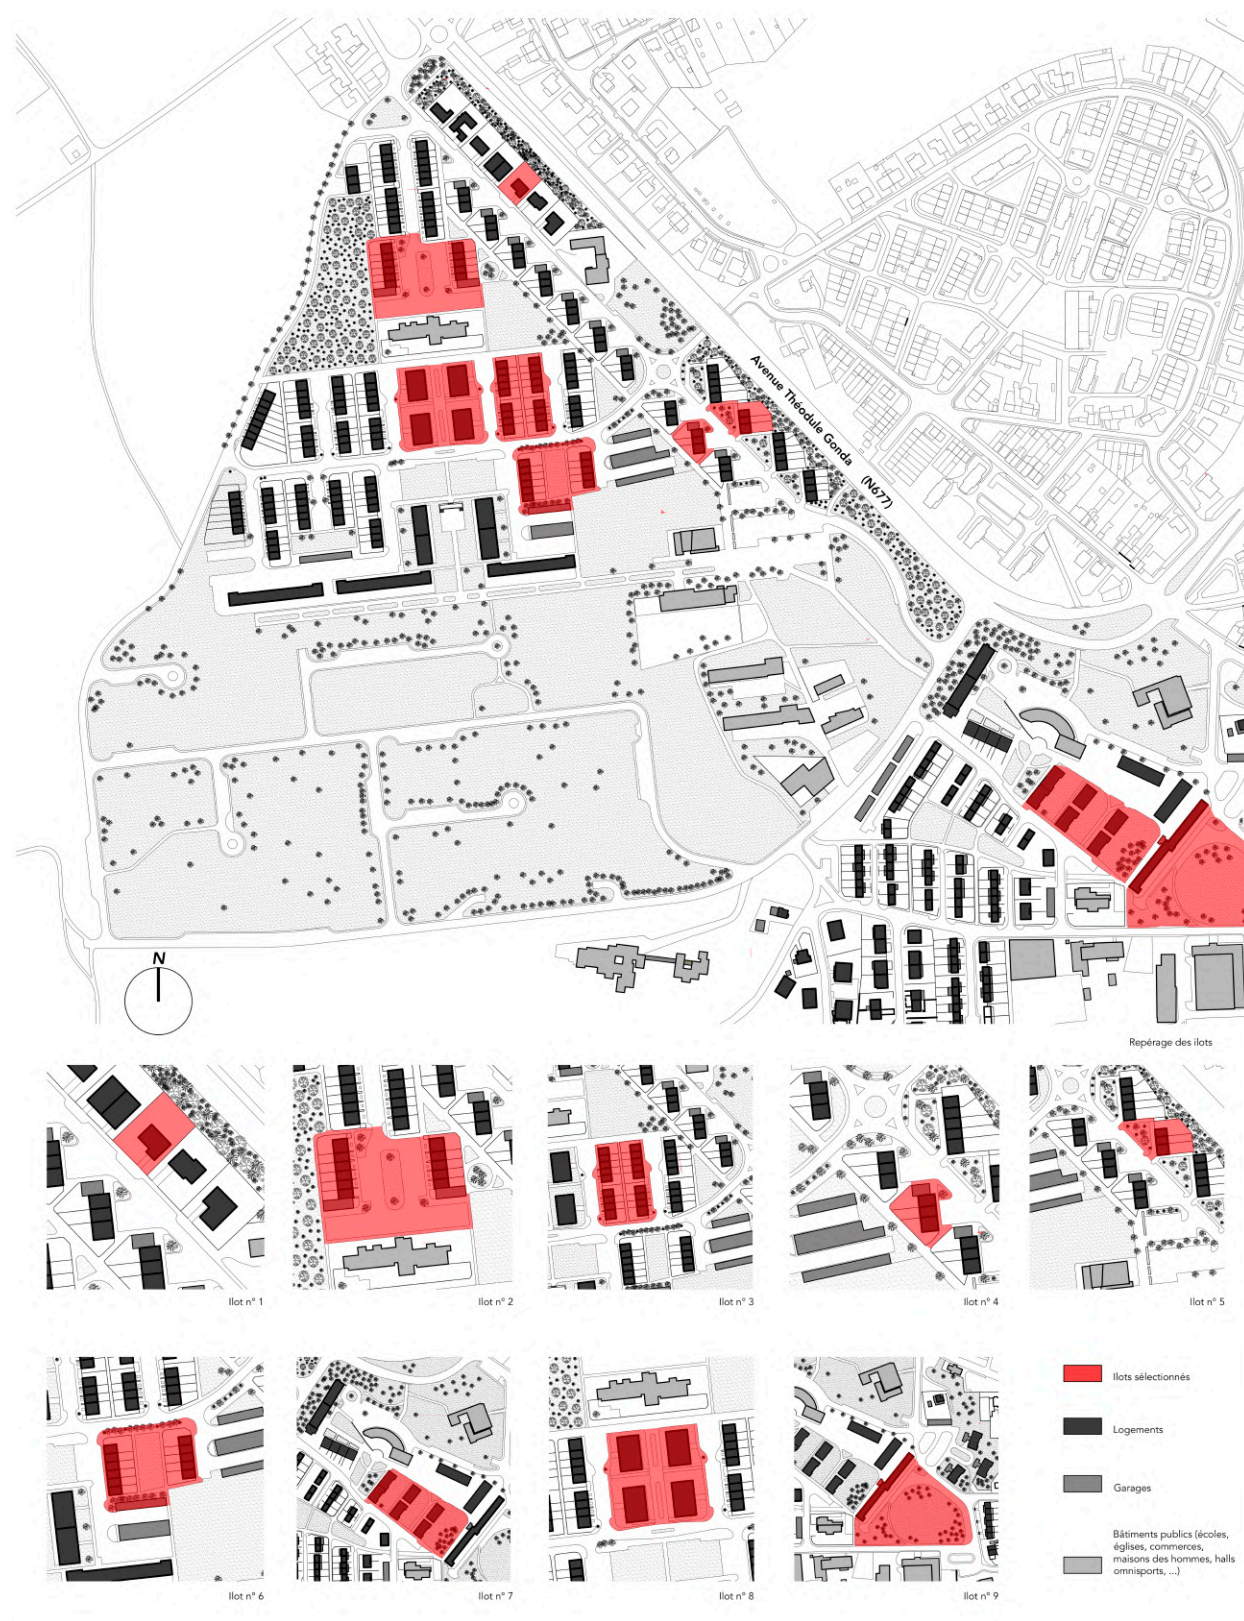 Avenue Théodule Gonda
(N677)
N
Repérage des ilots
Ilot n° 1
Ilot n° 2
Ilot n° 3
Ilot n° 4
Ilot n° 5
Ilot n° 6
Ilot n° 7
Ilot n° 8
Ilot n° 9
Ilots sélectionnés
Logements
Garages
Bâtiments publics (écoles,
églises, commerces,
maisons des hommes, halls
omnisports, ...)